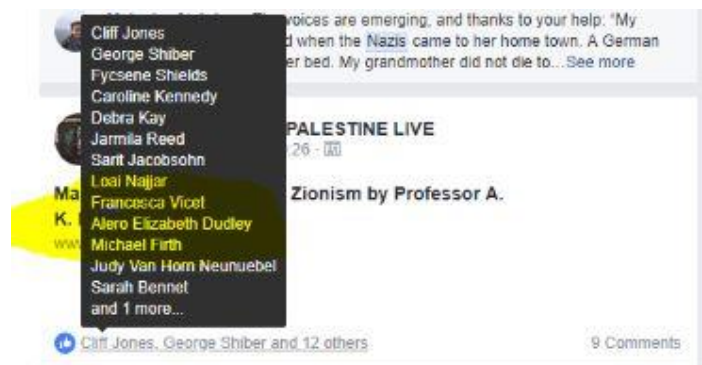 voices are emerging, and thanks to your help: "My
d when the Nazis came to her home town. A German
er bed. My grandmother did not die to... See more
Cliff Jones
George Shiber
Fycsene Shields
Caroline Kennedy
Debra Kay
Jarmila Reed
Sarit Jacobsohn
Loai Najjar
Francesca Vicet
Alero Elizabeth Dudley
Michael Firth
Judy Van Horn Neunuebel
Sarah Bennet
and 1 more...
PALESTINE LIVE
:26 ·
Ma Zionism by Professor A.
K.
www
Cliff Jones, George Shiber and 12 others
9 Comments